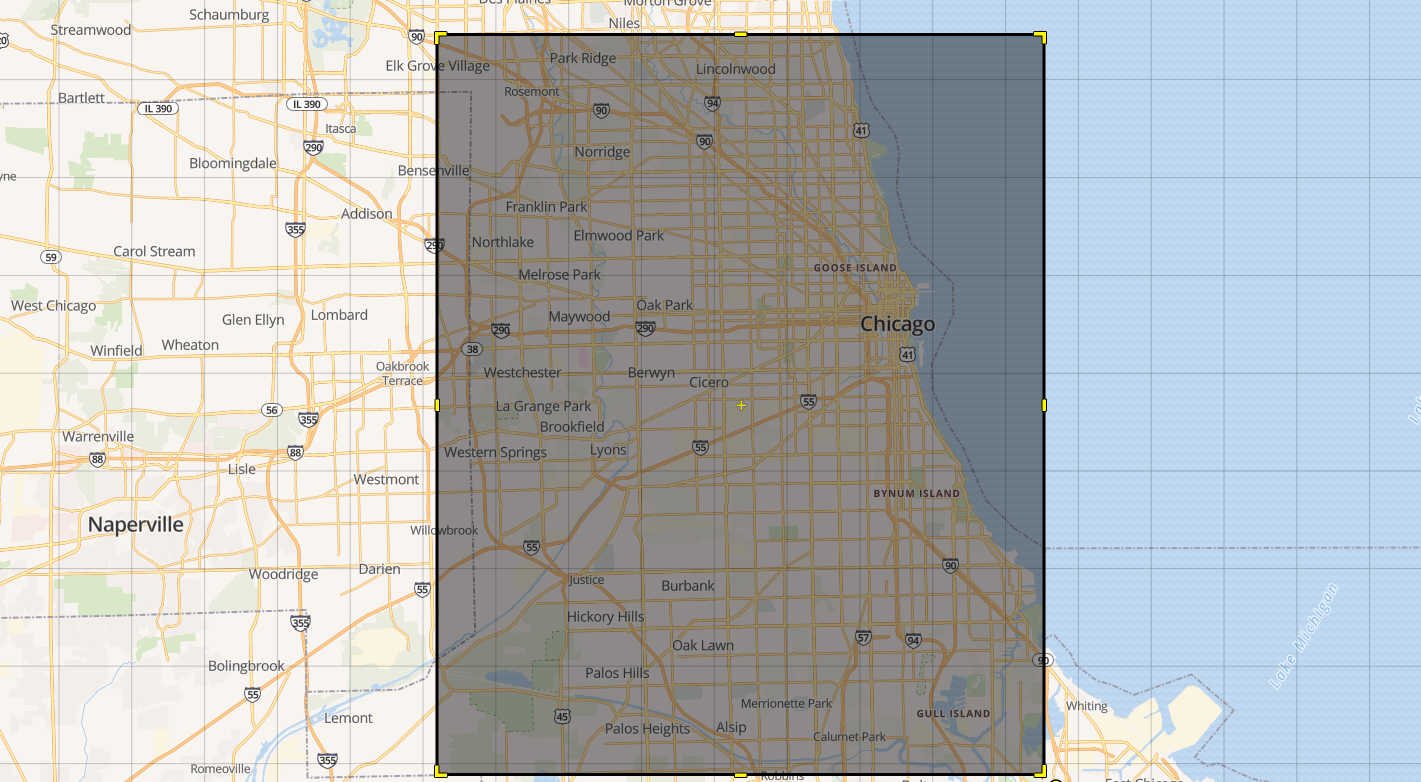 Des Plaines
Morton Grove
Schaumburg
Niles
Streamwood
90
20
Elk Grove Village
Park Ridge
Lincolnwood
Rosemont
Bartlett
IL 390
IL 390
90
94
Itasca
41
290
90
Norridge
Bloomingdale
Bensenville
yne
Franklin Park
Addison
355
Northlake
Elmwood Park
290
Carol Stream
59
GOOSE ISLAND
Melrose Park
West Chicago
Oak Park
Glen Ellyn
Lombard
Maywood
Chicago
290
290
Wheaton
Winfield
38
41
Oakbrook
Terrace
Westchester
Berwyn
Cicero
56
La Grange Park
55
355
Brookfield
Warrenville
88
88
Western Springs
Lyons
55
Lisle
Westmont
BYNUM ISLAND
Naperville
Willowbrook
55
90
Woodridge
Darien
Justice
Burbank
55
Hickory Hills
355
Oak Lawn
57
94
90
Lake Michigan
Bolingbrook
Palos Hills
55
Merrionette Park
Whiting
Lemont
45
GULL ISLAND
Palos Heights
Alsip
Calumet Park
355
Romeoville
Robbins
East Chicago